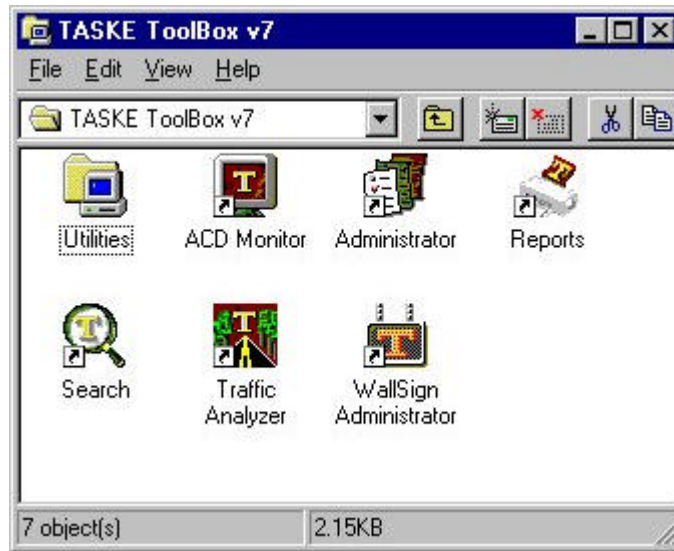 TASKE ToolBox v7
File Edit View Help
TASKE ToolBox v7
Utilities ACD Monitor Administrator Reports
Search Traffic Analyzer WallSign Administrator
7 object(s) 2.15KB